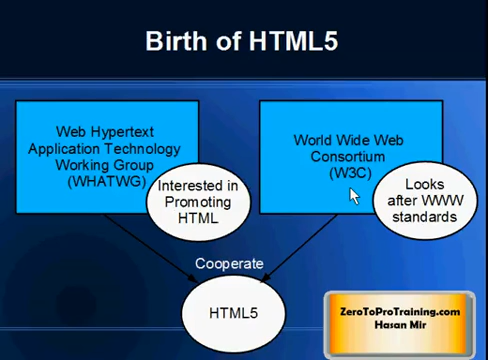 Birth of HTML5
Web Hypertext
Application Technology
Working Group
(WHATWG)
Interested in
Promoting
HTML
World Wide Web
Consortium
(W3C)
Looks
after WWW
standards
Cooperate
HTML5
ZeroToProTraining.com
Hasan Mir